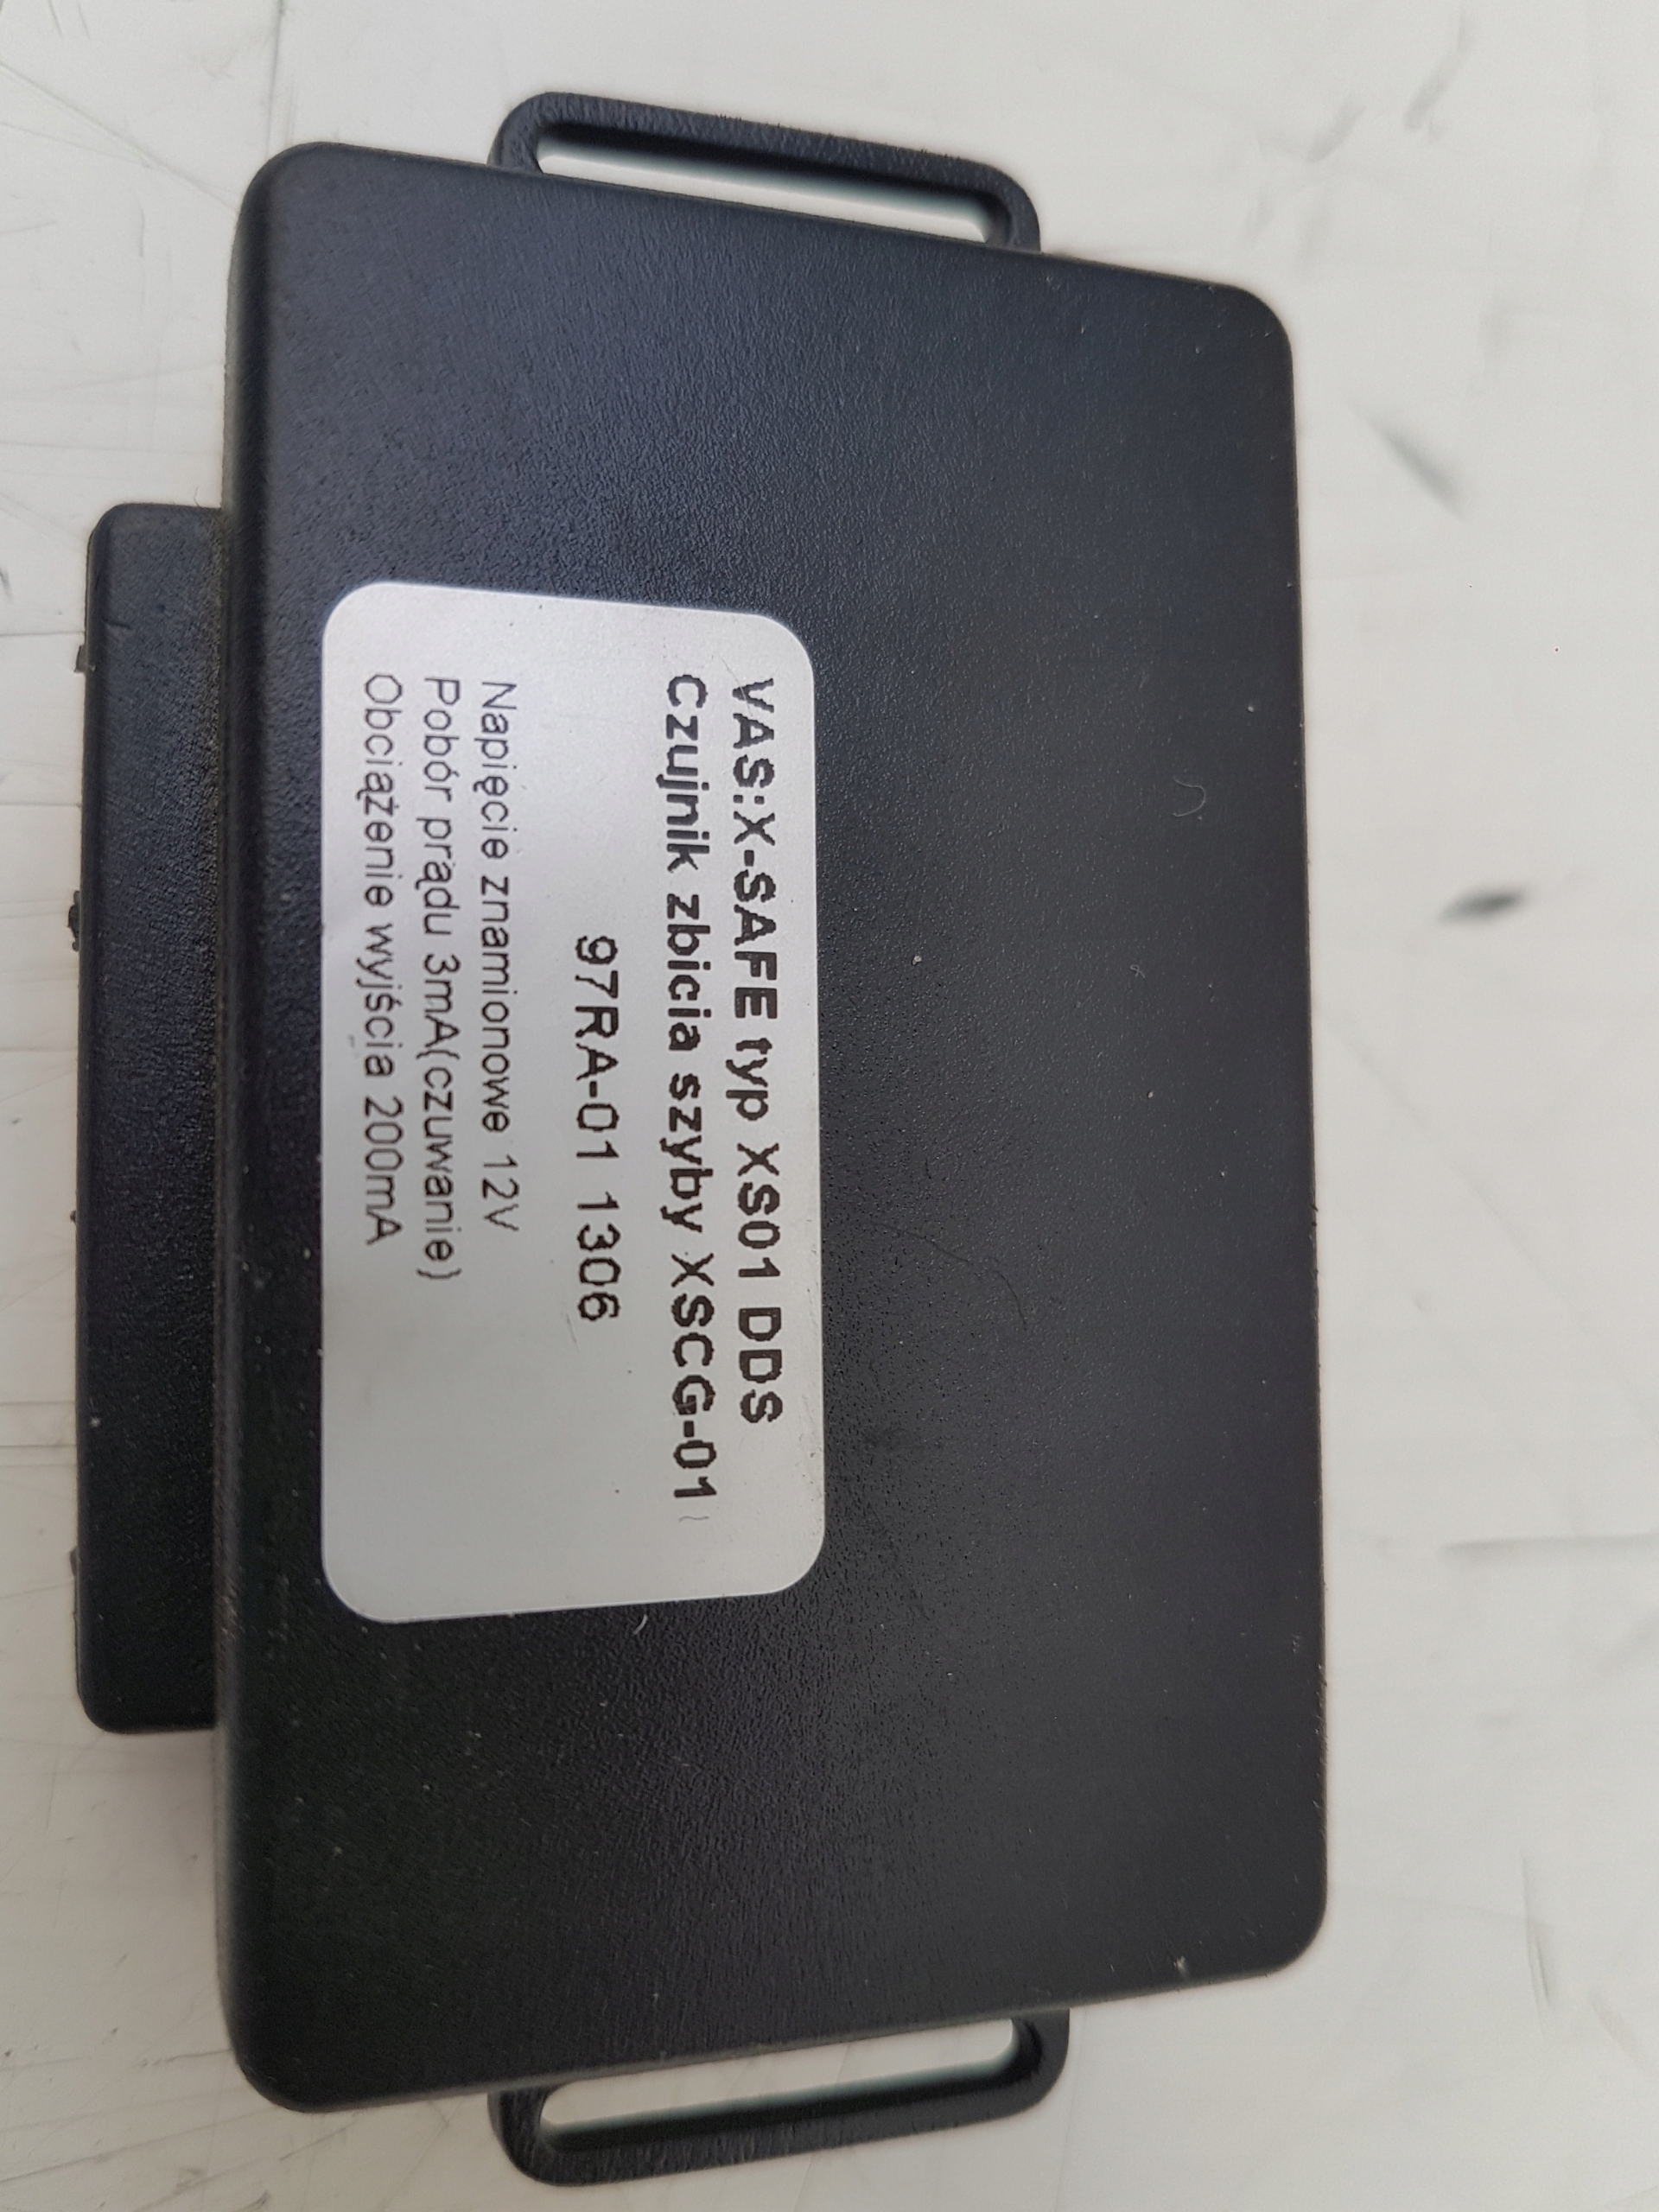 VAS:X-SAFE typ XS01 DDS
Czujnik zbicia szyby XSCG-01
97RA-01 1306
Napięcie znamionowe 12V
Pobór prądu 3mA(czuwanie)
Obciążenie wyjścia 200mA